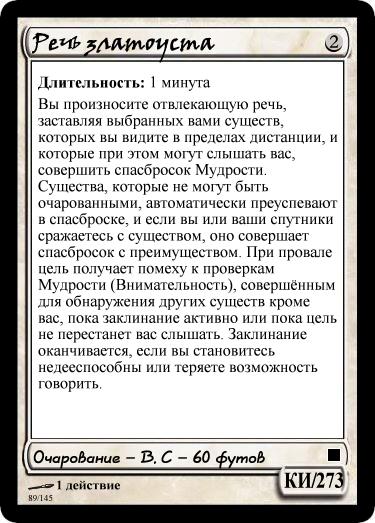 Речь златоуста 2
Длительность: 1 минута
Вы произносите отвлекающую речь,
заставляя выбранных вами существ,
которых вы видите в пределах дистанции, и
которые при этом могут слышать вас,
совершить спасбросок Мудрости.
Существа, которые не могут быть
очарованными, автоматически преуспевают
в спасброске, и если вы или ваши спутники
сражаетесь с существом, оно совершает
спасбросок с преимуществом. При провале
цель получает помеху к проверкам
Мудрости (Внимательность), совершённым
для обнаружения других существ кроме
вас, пока заклинание активно или пока цель
не перестанет вас слышать. Заклинание
оканчивается, если вы становитесь
недееспособны или теряете возможность
говорить.
Очарование – В, С – 60 футов
КИ/273
1 действие
89/145